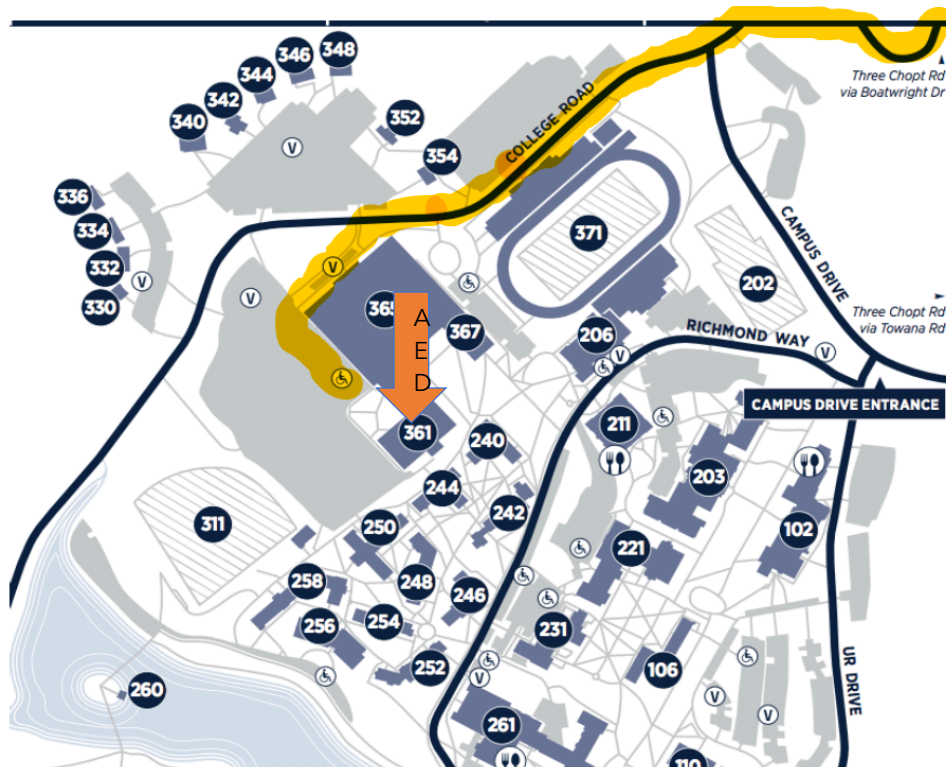 348
346
344
342
340
352
354
COLLEGE ROAD
Three Chopt Rd
via Boatwright Dr
V
336
334
332
330
V
V
V
371
CAMPUS DRIVE
202
Three Chopt Rd
via Towana Rd
365
A
E
D
367
206
V
RICHMOND WAY
V
CAMPUS DRIVE ENTRANCE
361
240
211
203
244
242
102
311
250
221
258
248
246
256
254
231
252
106
V
260
261
V
V
UR DRIVE
110